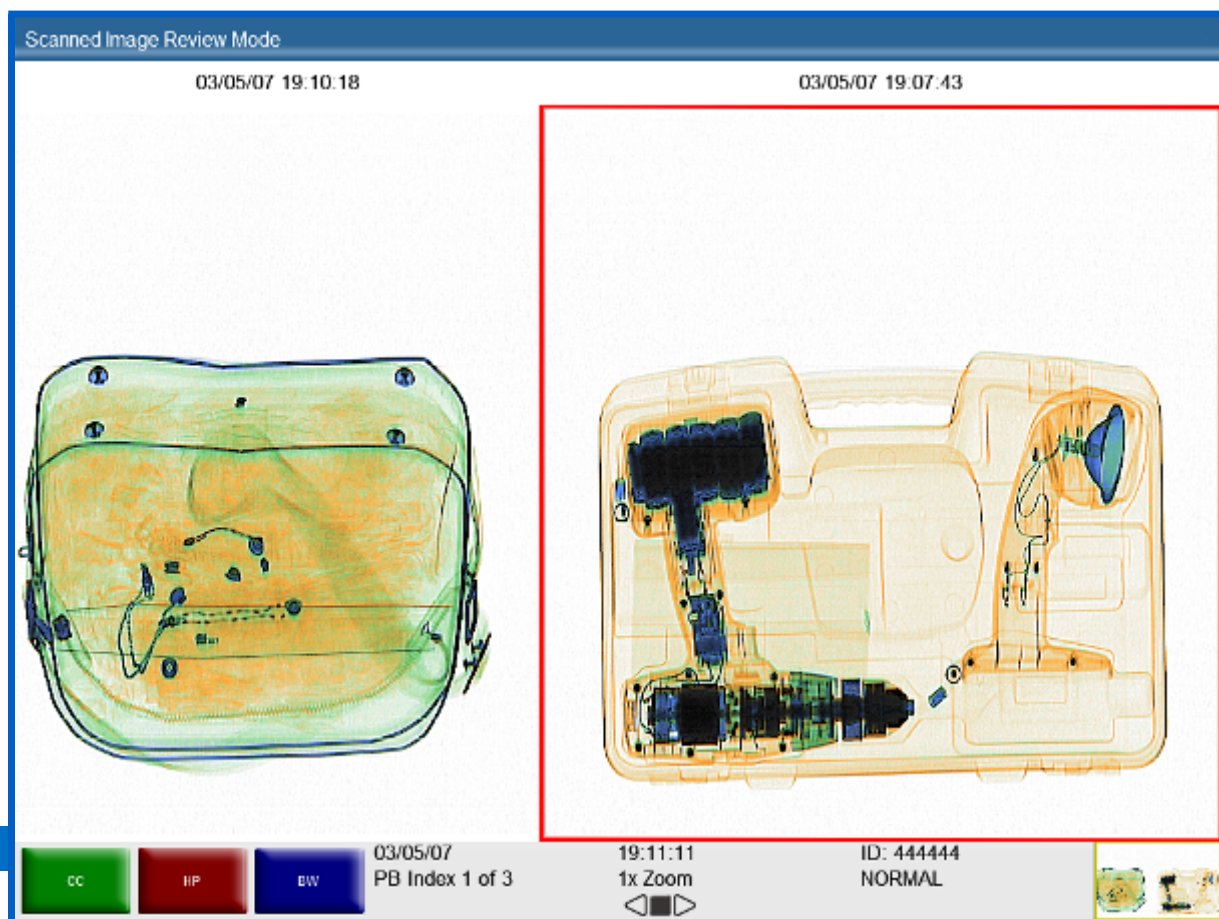 Scanned Image Review Mode
03/05/07 19:10:18
03/05/07 19:07:43
CC
HP
BW
03/05/07
PB Index 1 of 3
19:11:11
1x Zoom
ID: 444444
NORMAL